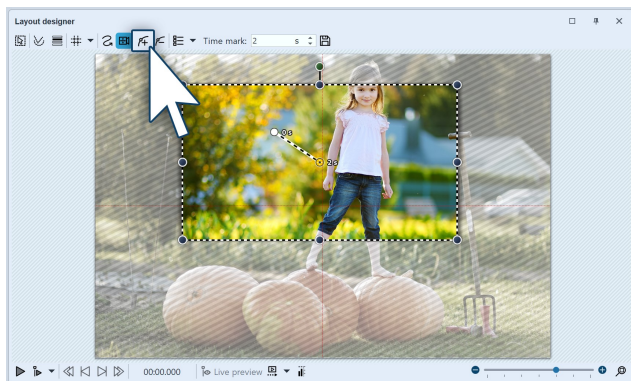 Layout designer
Time mark: 2 s
0 s
2 s
00:00.000 Live preview